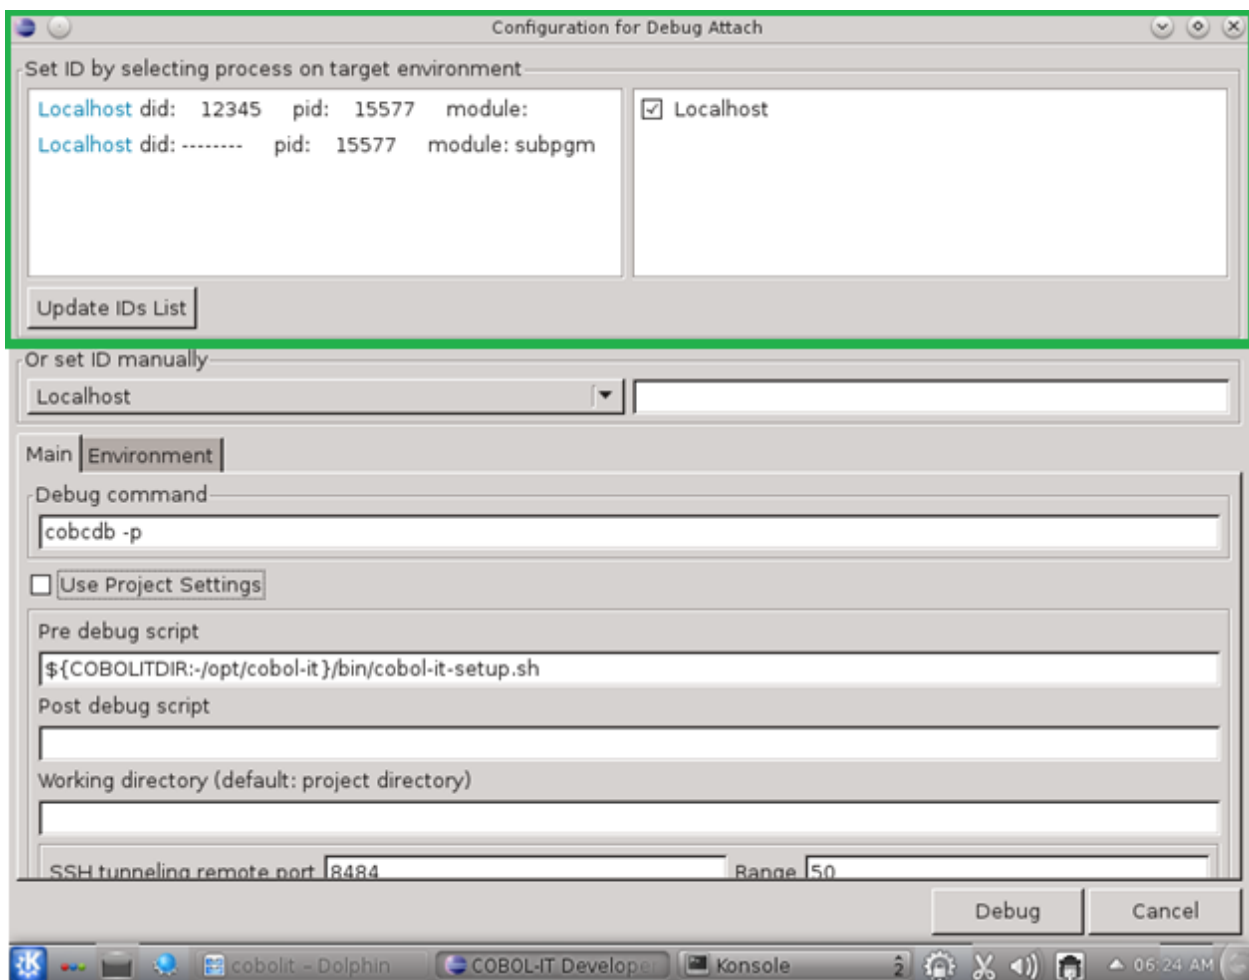 Configuration for Debug Attach
Set ID by selecting process on target environment
Localhost did: 12345 pid: 15577 module:
Localhost did: -------- pid: 15577 module: subpgm
Localhost
Update IDs List
Or set ID manually
Localhost
Main Environment
Debug command
cobcdb -p
Use Project Settings
Pre debug script
${COBOLITDIR:-/opt/cobol-it}/bin/cobol-it-setup.sh
Post debug script
Working directory (default: project directory)
SSH tunneling remote port 8484 Range 50
Debug Cancel
cobolit – Dolphin COBOL-IT Developer Konsole 2 06:24 AM